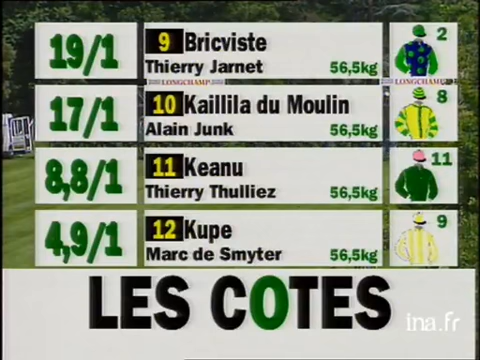 19/1 9 Bricviste 2
Thierry Jarnet 56,5kg
LONGCHAMP LONGCHAMP
17/1 10 Kaillila du Moulin 8
Alain Junk 56,5kg
8,8/1 11 Keanu 11
Thierry Thulliez 56,5kg
4,9/1 12 Kupe 9
Marc de Smyter 56,5kg
LES COTES
ina.fr